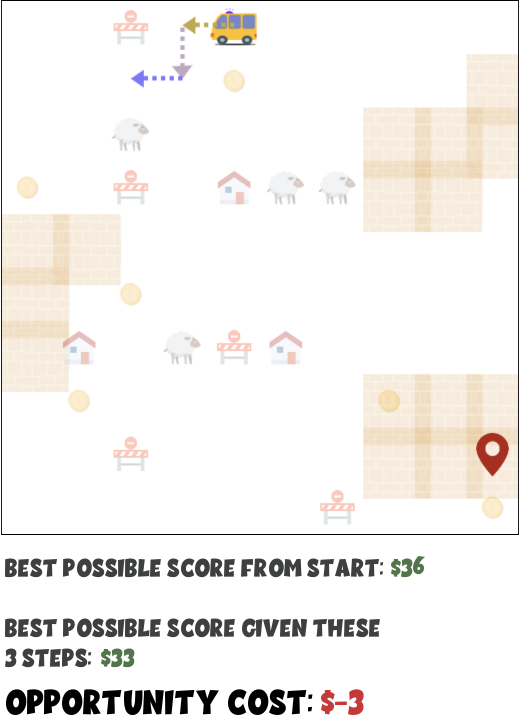 BEST POSSIBLE SCORE FROM START: $36
BEST POSSIBLE SCORE GIVEN THESE
3 STEPS: $33
OPPORTUNITY COST: $-3